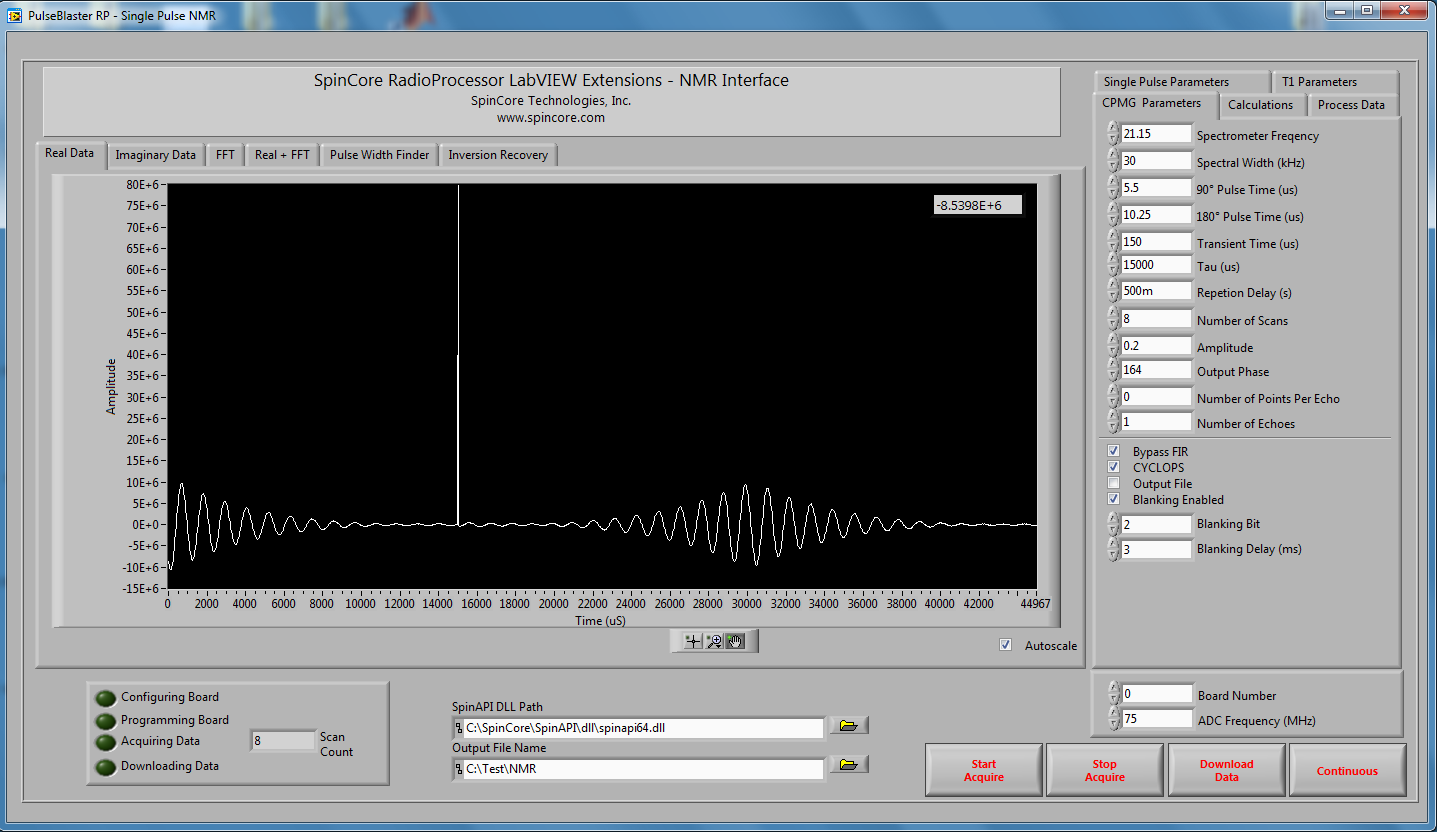 PulseBlaster RP - Single Pulse NMR
SpinCore RadioProcessor LabVIEW Extensions - NMR Interface
SpinCore Technologies, Inc.
www.spincore.com
Real Data
Imaginary Data
FFT
Real + FFT
Pulse Width Finder
Inversion Recovery
-8.5398E+6
Amplitude
80E+6
75E+6
70E+6
65E+6
60E+6
55E+6
50E+6
45E+6
40E+6
35E+6
30E+6
25E+6
20E+6
15E+6
10E+6
5E+6
0E+0
-5E+6
-10E+6
-15E+6
0 2000 4000 6000 8000 10000 12000 14000 16000 18000 20000 22000 24000 26000 28000 30000 32000 34000 36000 38000 40000 42000 44967
Time (uS)
Autoscale
Single Pulse Parameters
T1 Parameters
CPMG Parameters
Calculations
Process Data
21.15 Spectrometer Freqency
30 Spectral Width (kHz)
5.5 90° Pulse Time (us)
10.25 180° Pulse Time (us)
150 Transient Time (us)
15000 Tau (us)
500m Repetion Delay (s)
8 Number of Scans
0.2 Amplitude
164 Output Phase
0 Number of Points Per Echo
1 Number of Echoes
Bypass FIR
CYCLOPS
Output File
Blanking Enabled
2 Blanking Bit
3 Blanking Delay (ms)
0 Board Number
75 ADC Frequency (MHz)
Configuring Board
Programming Board
Acquiring Data
Downloading Data
8 Scan
Count
SpinAPI DLL Path
C:\SpinCore\SpinAPI\dll\spinapi64.dll
Output File Name
C:\Test\NMR
Start
Acquire
Stop
Acquire
Download
Data
Continuous